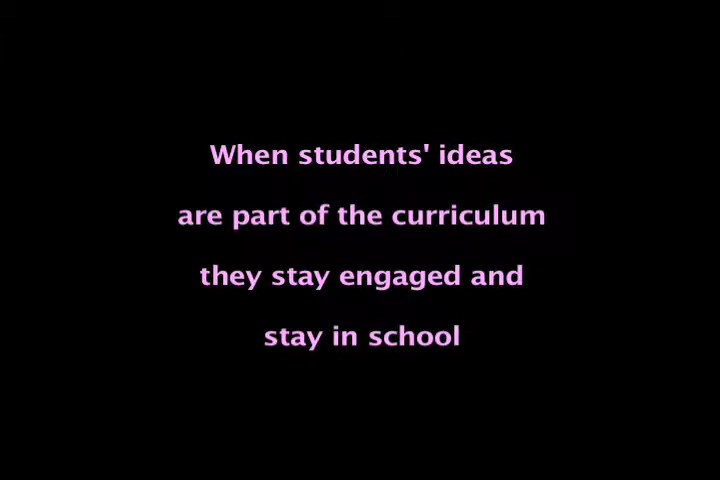 When students' ideas
are part of the curriculum
they stay engaged and
stay in school